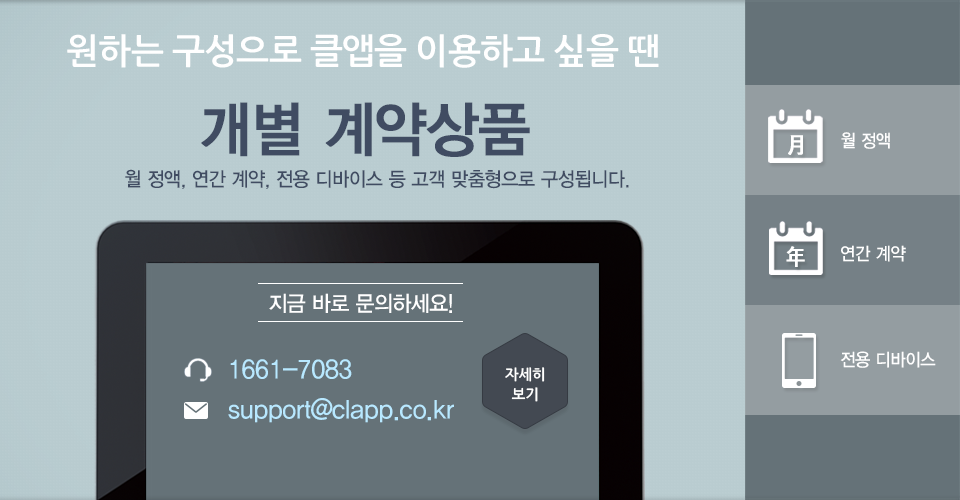 원하는 구성으로 클앱을 이용하고 싶을 땐
개별 계약상품
월 정액, 연간 계약, 전용 디바이스 등 고객 맞춤형으로 구성됩니다.
지금 바로 문의하세요!
1661-7083
support@clapp.co.kr
자세히
보기
月
월 정액
年
연간 계약
전용 디바이스